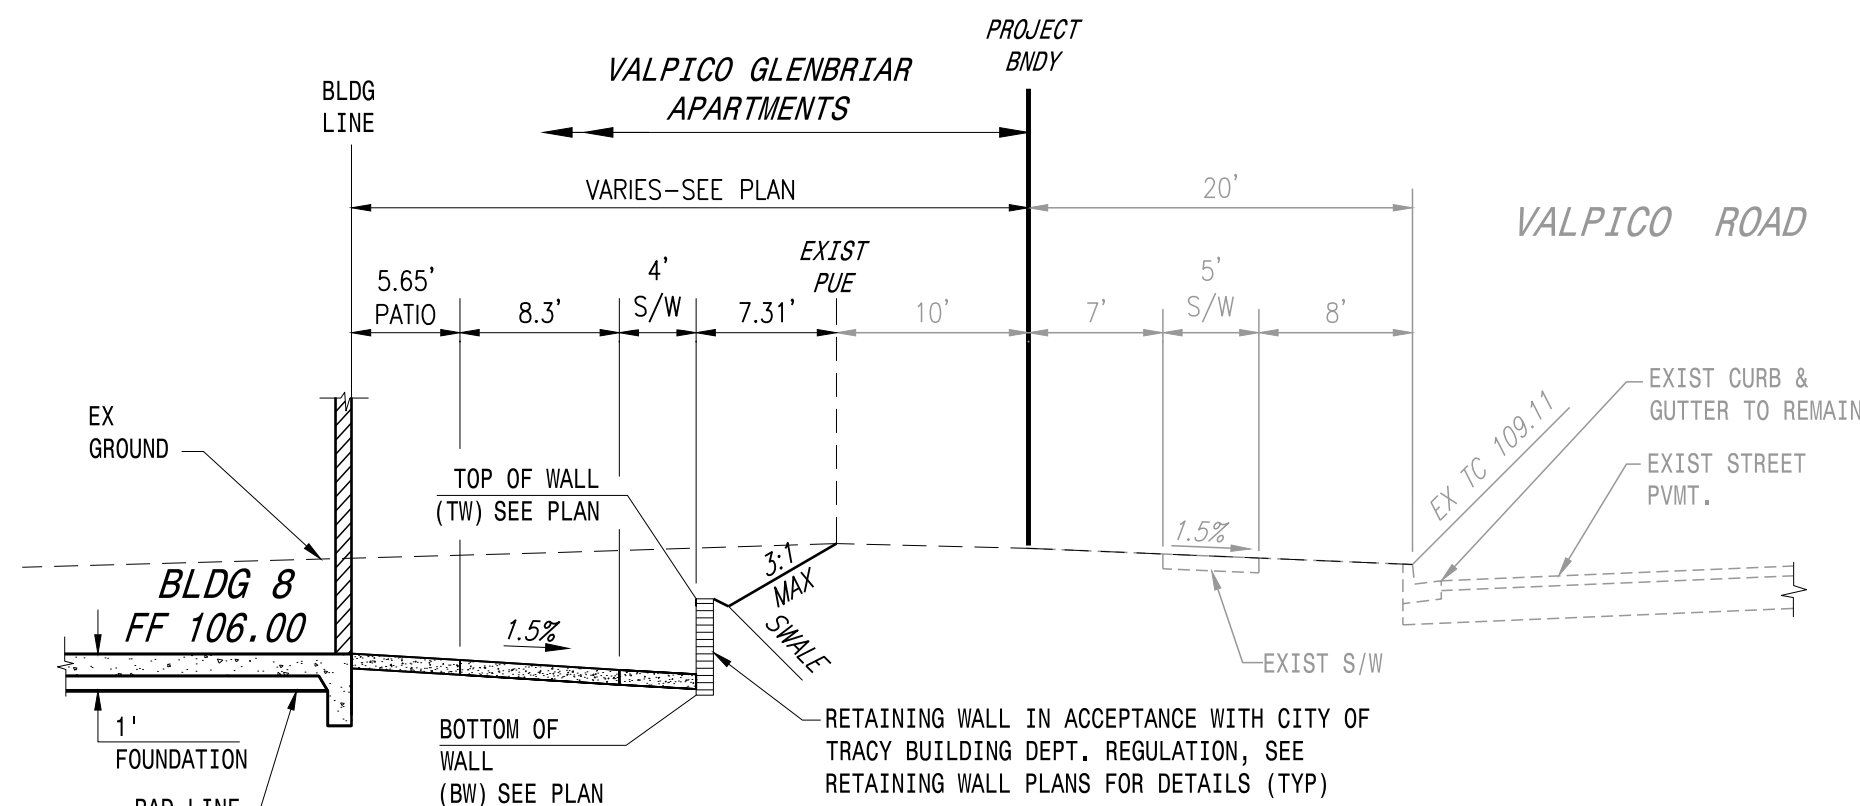 PROJECT
BNDY
VALPICO GLENBRIAR
APARTMENTS
BLDG
LINE
VARIES-SEE PLAN
20'
VALPICO ROAD
EXIST
PUE
5.65'
PATIO
8.3'
4'
S/W
7.31'
10'
7'
5'
S/W
8'
EX
GROUND
TOP OF WALL
(TW) SEE PLAN
EX TC 109.11
EXIST CURB &
GUTTER TO REMAIN
EXIST STREET
PVMT.
1.5%
3:1
MAX
SWALE
BLDG 8
FF 106.00
1.5%
EXIST S/W
1'
FOUNDATION
BOTTOM OF
WALL
(BW) SEE PLAN
RETAINING WALL IN ACCEPTANCE WITH CITY OF
TRACY BUILDING DEPT. REGULATION, SEE
RETAINING WALL PLANS FOR DETAILS (TYP)
PAD LINE